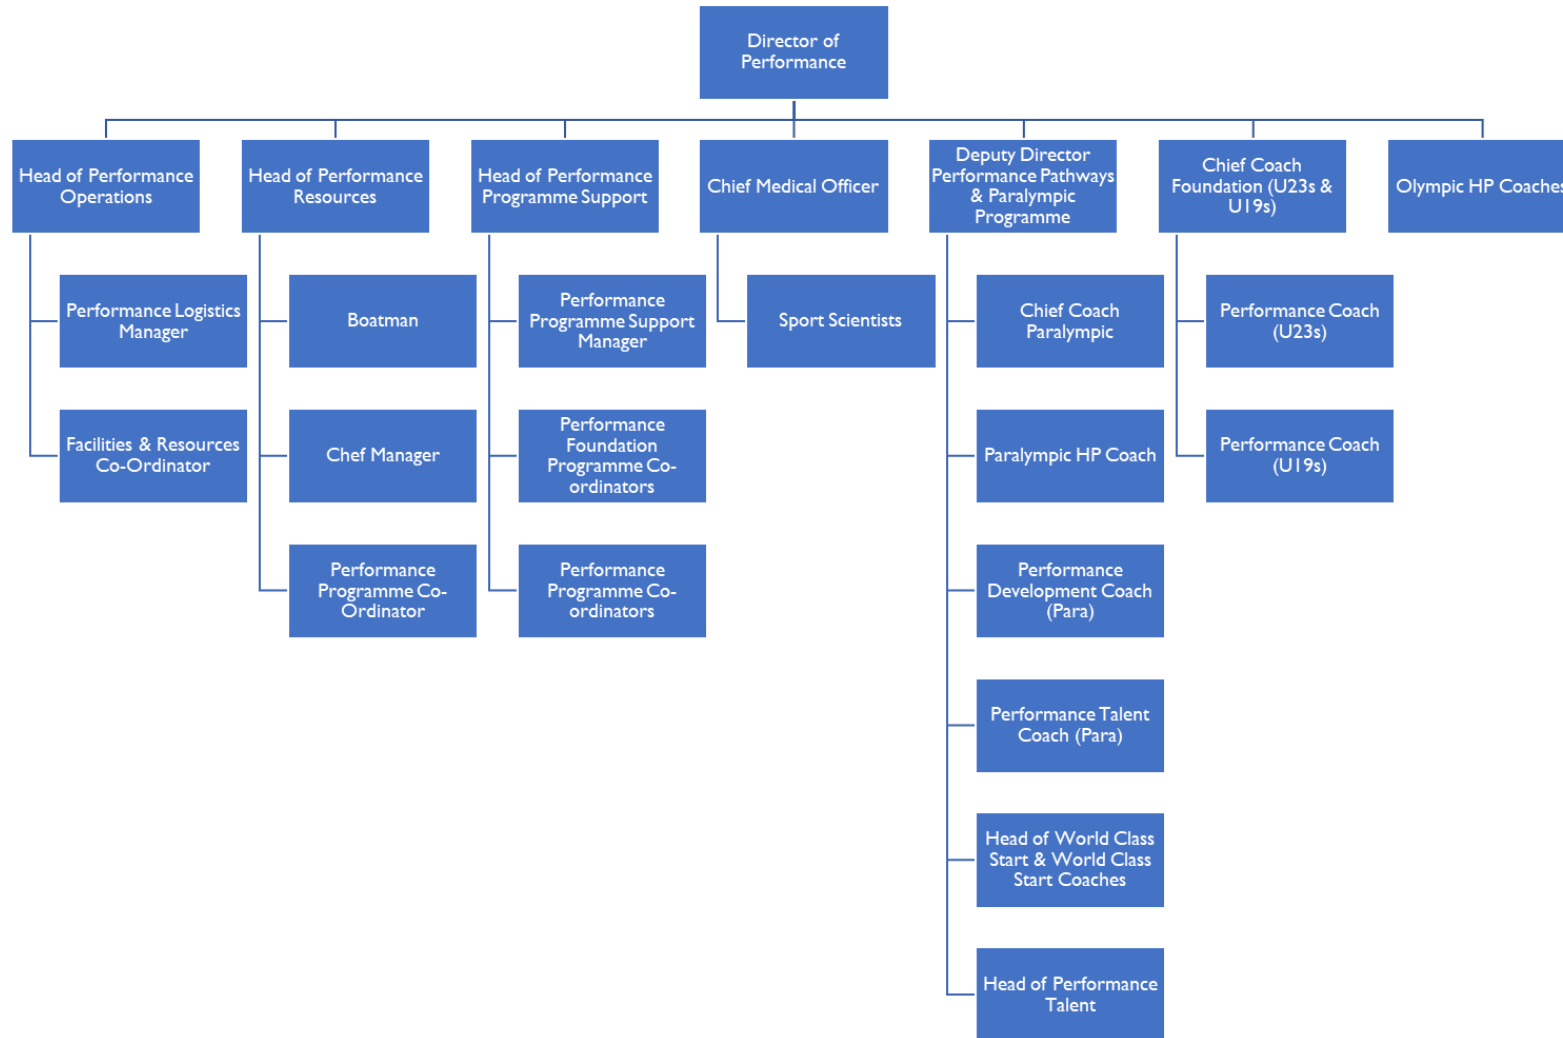 Director of
Performance
Head of Performance
Operations
Head of Performance
Resources
Head of Performance
Programme Support
Chief Medical Officer
Deputy Director
Performance Pathways
& Paralympic
Programme
Chief Coach
Foundation (U23s &
U19s)
Olympic HP Coaches
Performance Logistics
Manager
Boatman
Performance
Programme Support
Manager
Sport Scientists
Chief Coach
Paralympic
Performance Coach
(U23s)
Facilities & Resources
Co-Ordinator
Chef Manager
Performance
Foundation
Programme Co-
ordinators
Paralympic HP Coach
Performance Coach
(U19s)
Performance
Programme Co-
Ordinator
Performance
Programme Co-
ordinators
Performance
Development Coach
(Para)
Performance Talent
Coach (Para)
Head of World Class
Start & World Class
Start Coaches
Head of Performance
Talent